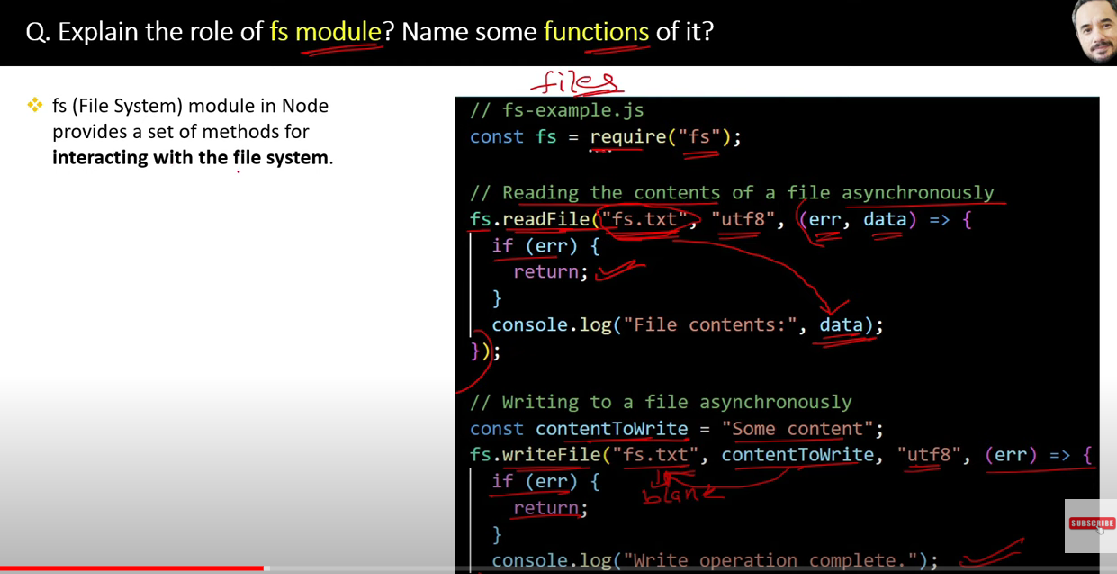 Q. Explain the role of fs module? Name some functions of it?
fs (File System) module in Node
provides a set of methods for
interacting with the file system.
files
// fs-example.js
const fs = require("fs");
// Reading the contents of a file asynchronously
fs.readFile("fs.txt", "utf8", (err, data) => {
if (err) {
return;
}
console.log("File contents:", data);
});
// Writing to a file asynchronously
const contentToWrite = "Some content";
fs.writeFile("fs.txt", contentToWrite, "utf8", (err) => {
blank
if (err) {
return;
}
console.log("Write operation complete.");
SUBSCRIBE